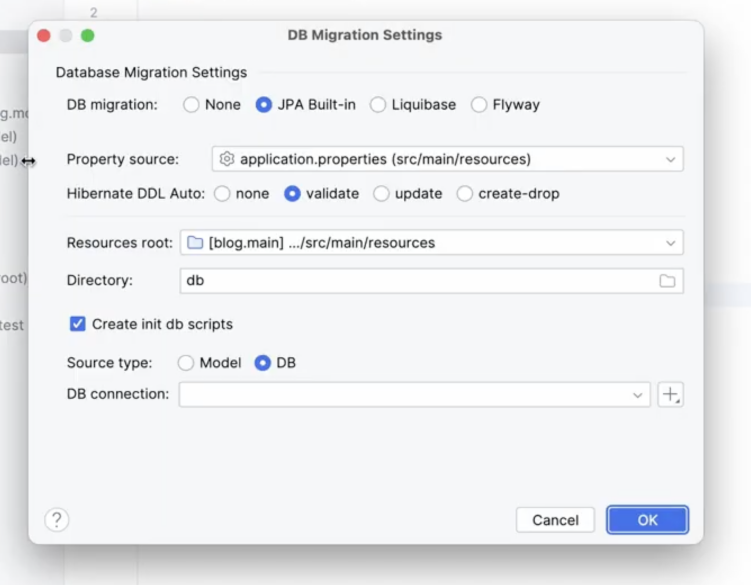 2
DB Migration Settings
Database Migration Settings
DB migration: None JPA Built-in Liquibase Flyway
g.mo
el)
Property source: application.properties (src/main/resources)
lel)
Hibernate DDL Auto: none validate update create-drop
Resources root: [blog.main] .../src/main/resources
oot)
Directory: db
test
Create init db scripts
Source type: Model DB
DB connection:
? Cancel OK